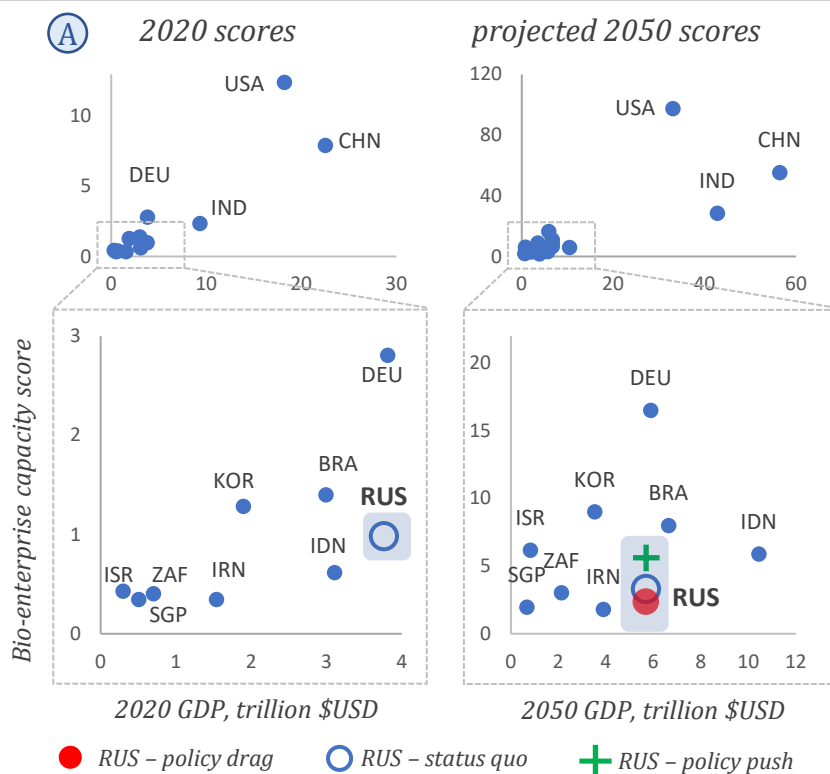 A
2020 scores
projected 2050 scores
10
5
0
0
10
20
30
USA
CHN
DEU
IND
120
80
40
0
0
20
40
60
USA
CHN
IND
Bio-enterprise capacity score
3
2
1
0
0
1
2
3
4
DEU
KOR
BRA
RUS
IDN
ISR
ZAF
SGP
IRN
20
15
10
5
0
0
2
4
6
8
10
12
DEU
KOR
BRA
ISR
IDN
SGP
ZAF
IRN
RUS
2020 GDP, trillion $USD
2050 GDP, trillion $USD
RUS – policy drag
RUS – status quo
RUS – policy push